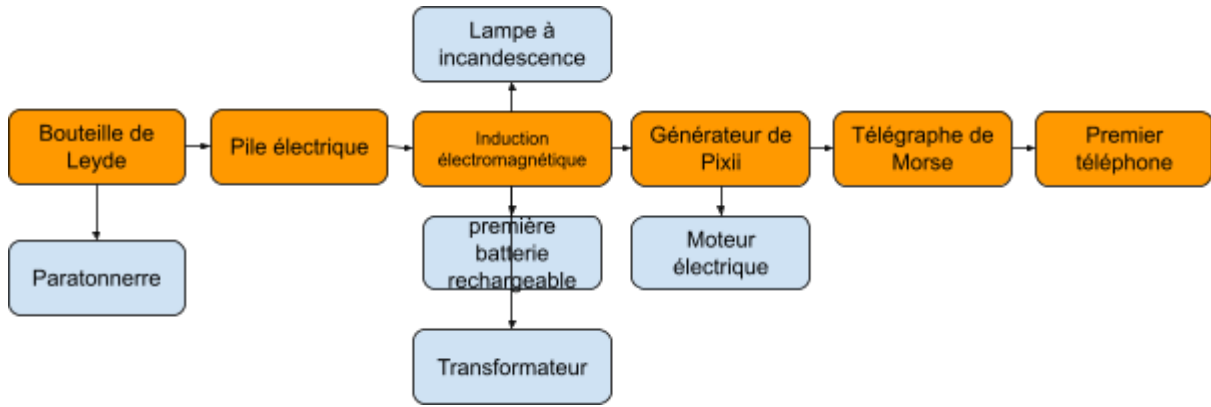 Lampe à
incandescence
Bouteille de
Leyde
Pile électrique
Induction
électromagnétique
Générateur de
Pixii
Télégraphe de
Morse
Premier
téléphone
Paratonnerre
première
batterie
rechargeable
Moteur
électrique
Transformateur